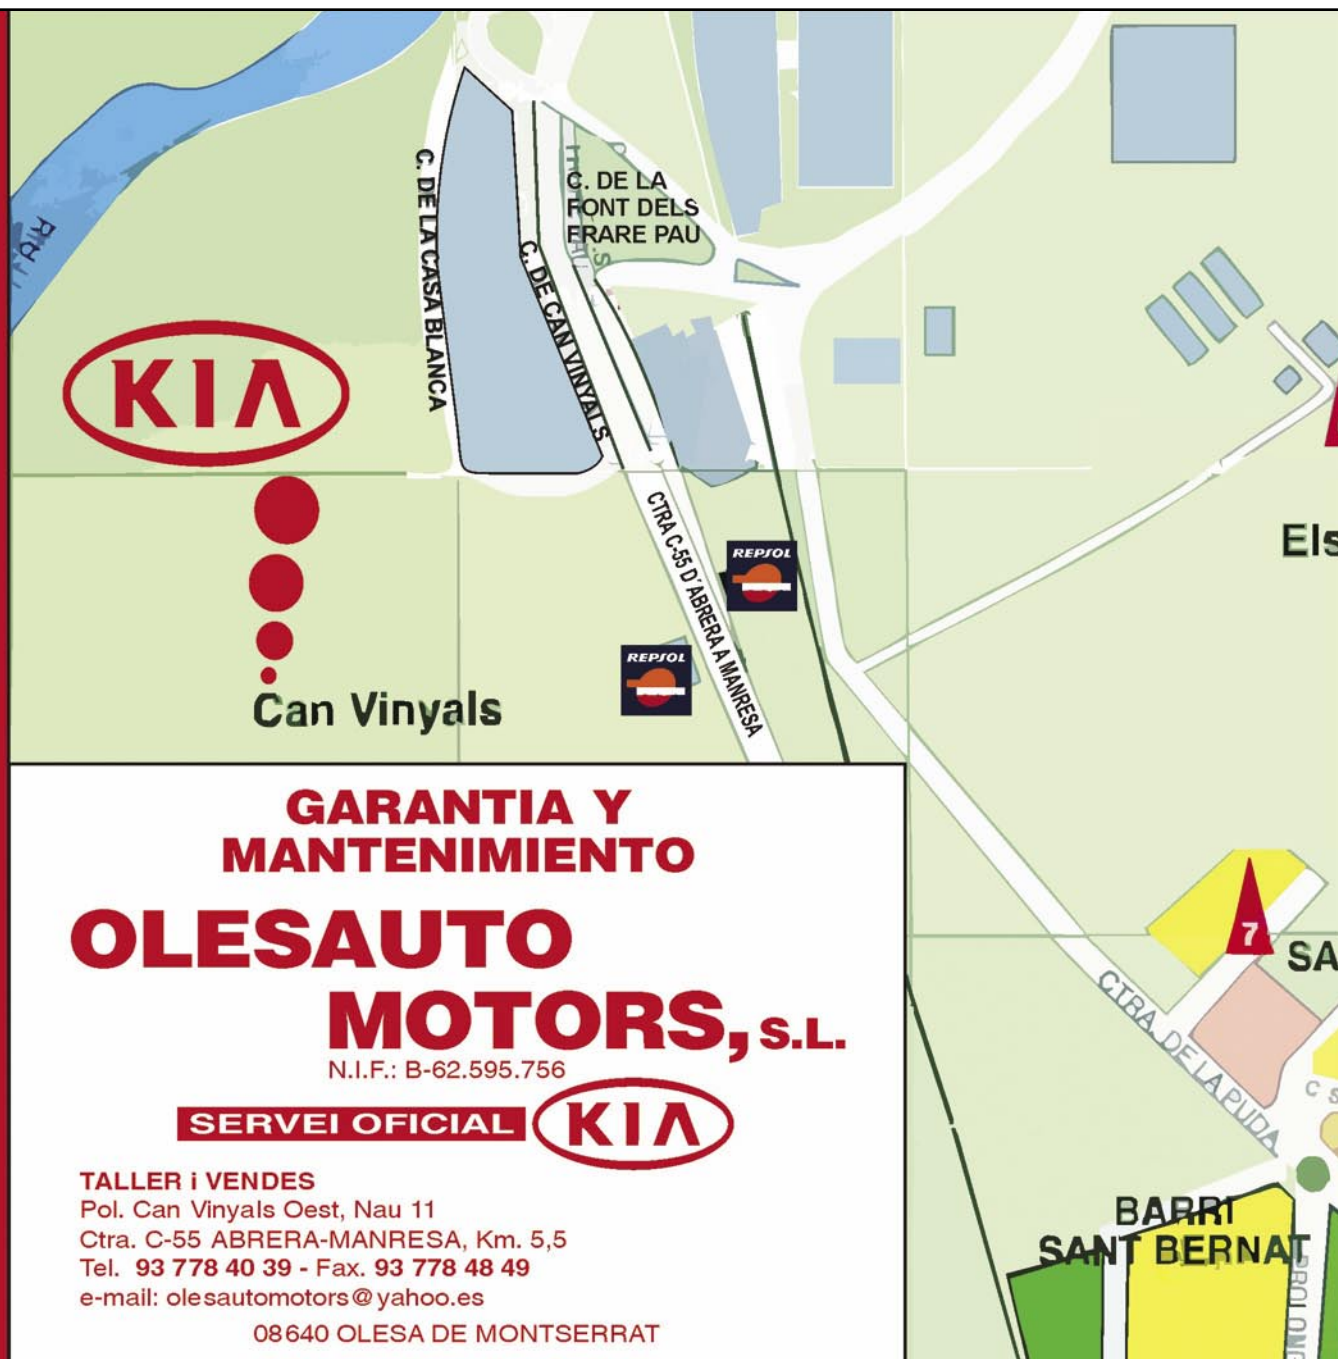 C. DE LA CASA BLANCA
C. DE CAN VINYALS
C. DE LA
FONT DELS
FRARE PAU
KIA
CTRA C-55 D'ABRERA A MANRESA
REPSOL
REPSOL
Can Vinyals
Els
GARANTIA Y
MANTENIMIENTO
OLESAUTO
MOTORS, S.L.
N.I.F.: B-62.595.756
SERVEI OFICIAL KIA
TALLER i VENDES
Pol. Can Vinyals Oest, Nau 11
Ctra. C-55 ABRERA-MANRESA, Km. 5,5
Tel. 93 778 40 39 - Fax. 93 778 48 49
e-mail: olesautomotors@yahoo.es
08640 OLESA DE MONTSERRAT
7
SA
CTRA. DE LA PUDA
C S
BARRI
SANT BERNAT
PROLONG